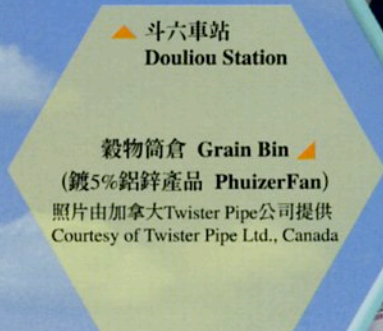 斗六車站
Douliou Station
穀物筒倉 Grain Bin
(鍍5%鋁鋅產品 PhuizerFan)
照片由加拿大Twister Pipe公司提供
Courtesy of Twister Pipe Ltd., Canada